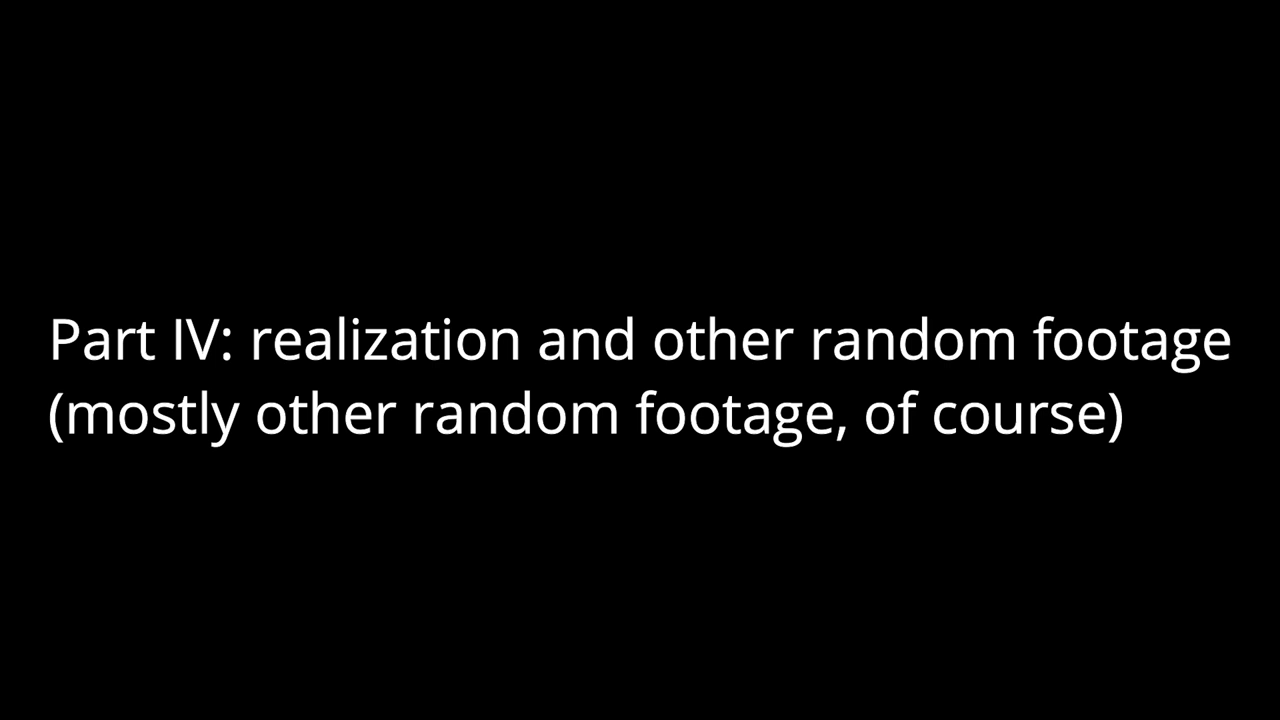 Part IV: realization and other random footage
(mostly other random footage, of course)